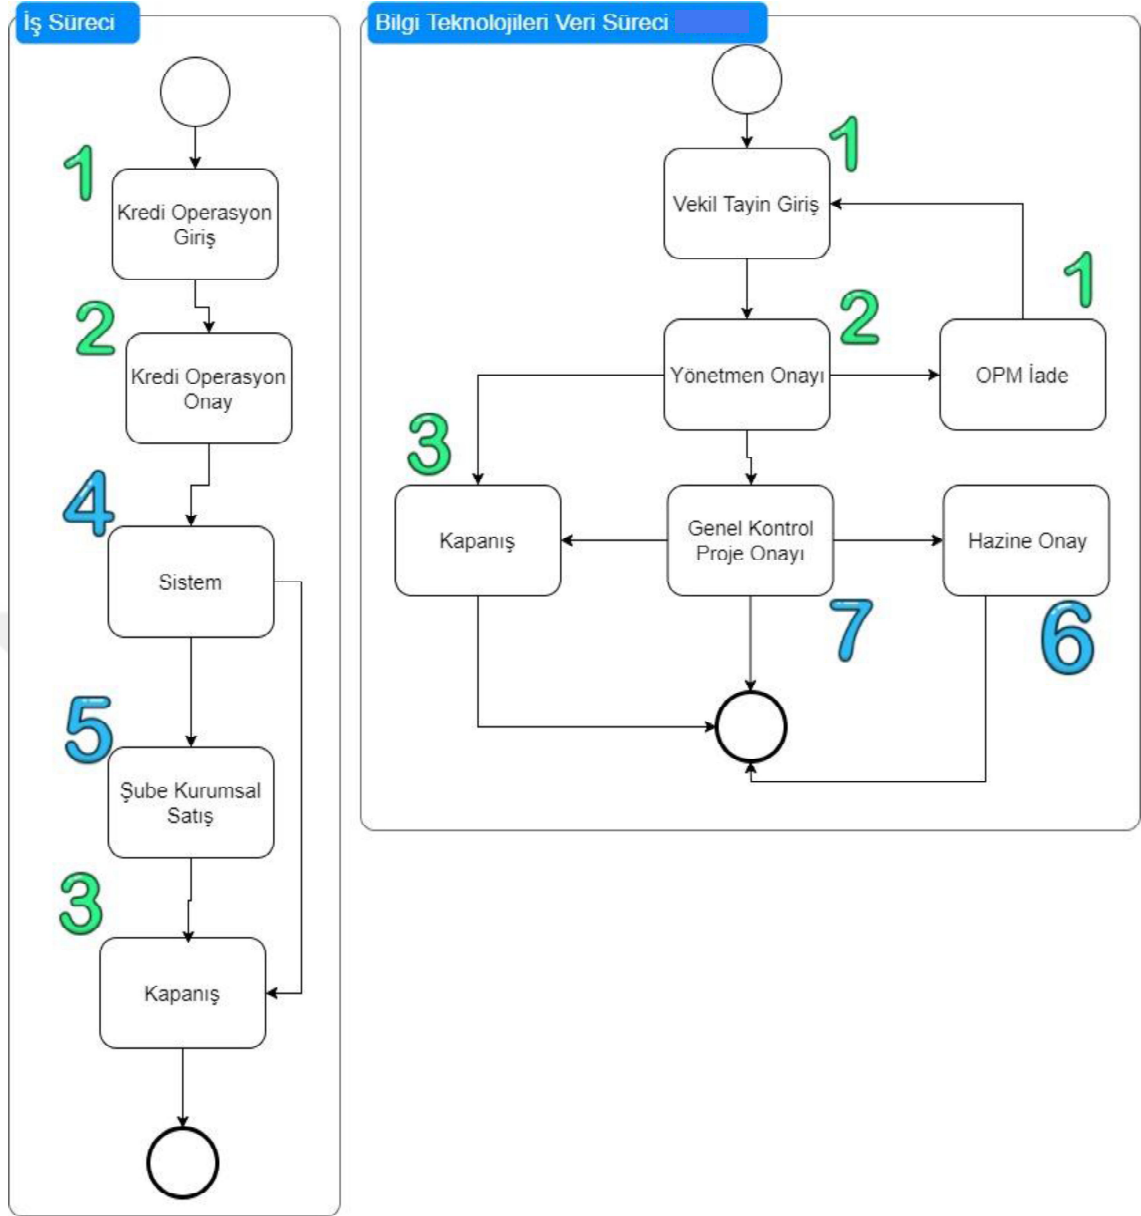 İş Süreci
1
Kredi Operasyon
Giriş
2
Kredi Operasyon
Onay
4
Sistem
5
Şube Kurumsal
Satış
3
Kapanış
Bilgi Teknolojileri Veri Süreci
1
Vekil Tayin Giriş
1
2
Yönetmen Onayı
OPM İade
3
Kapanış
Genel Kontrol
Proje Onayı
Hazine Onay
7
6